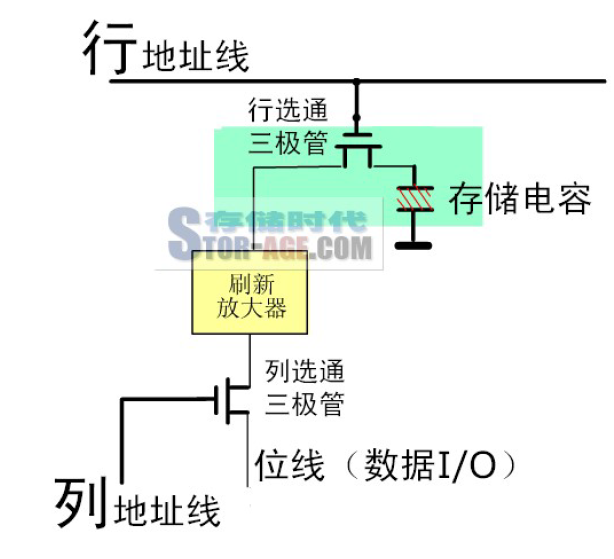 行地址线
行选通
三极管
存储电容
存储时代
STOR-AGE.COM
刷新
放大器
列选通
三极管
位线（数据I/O）
列地址线